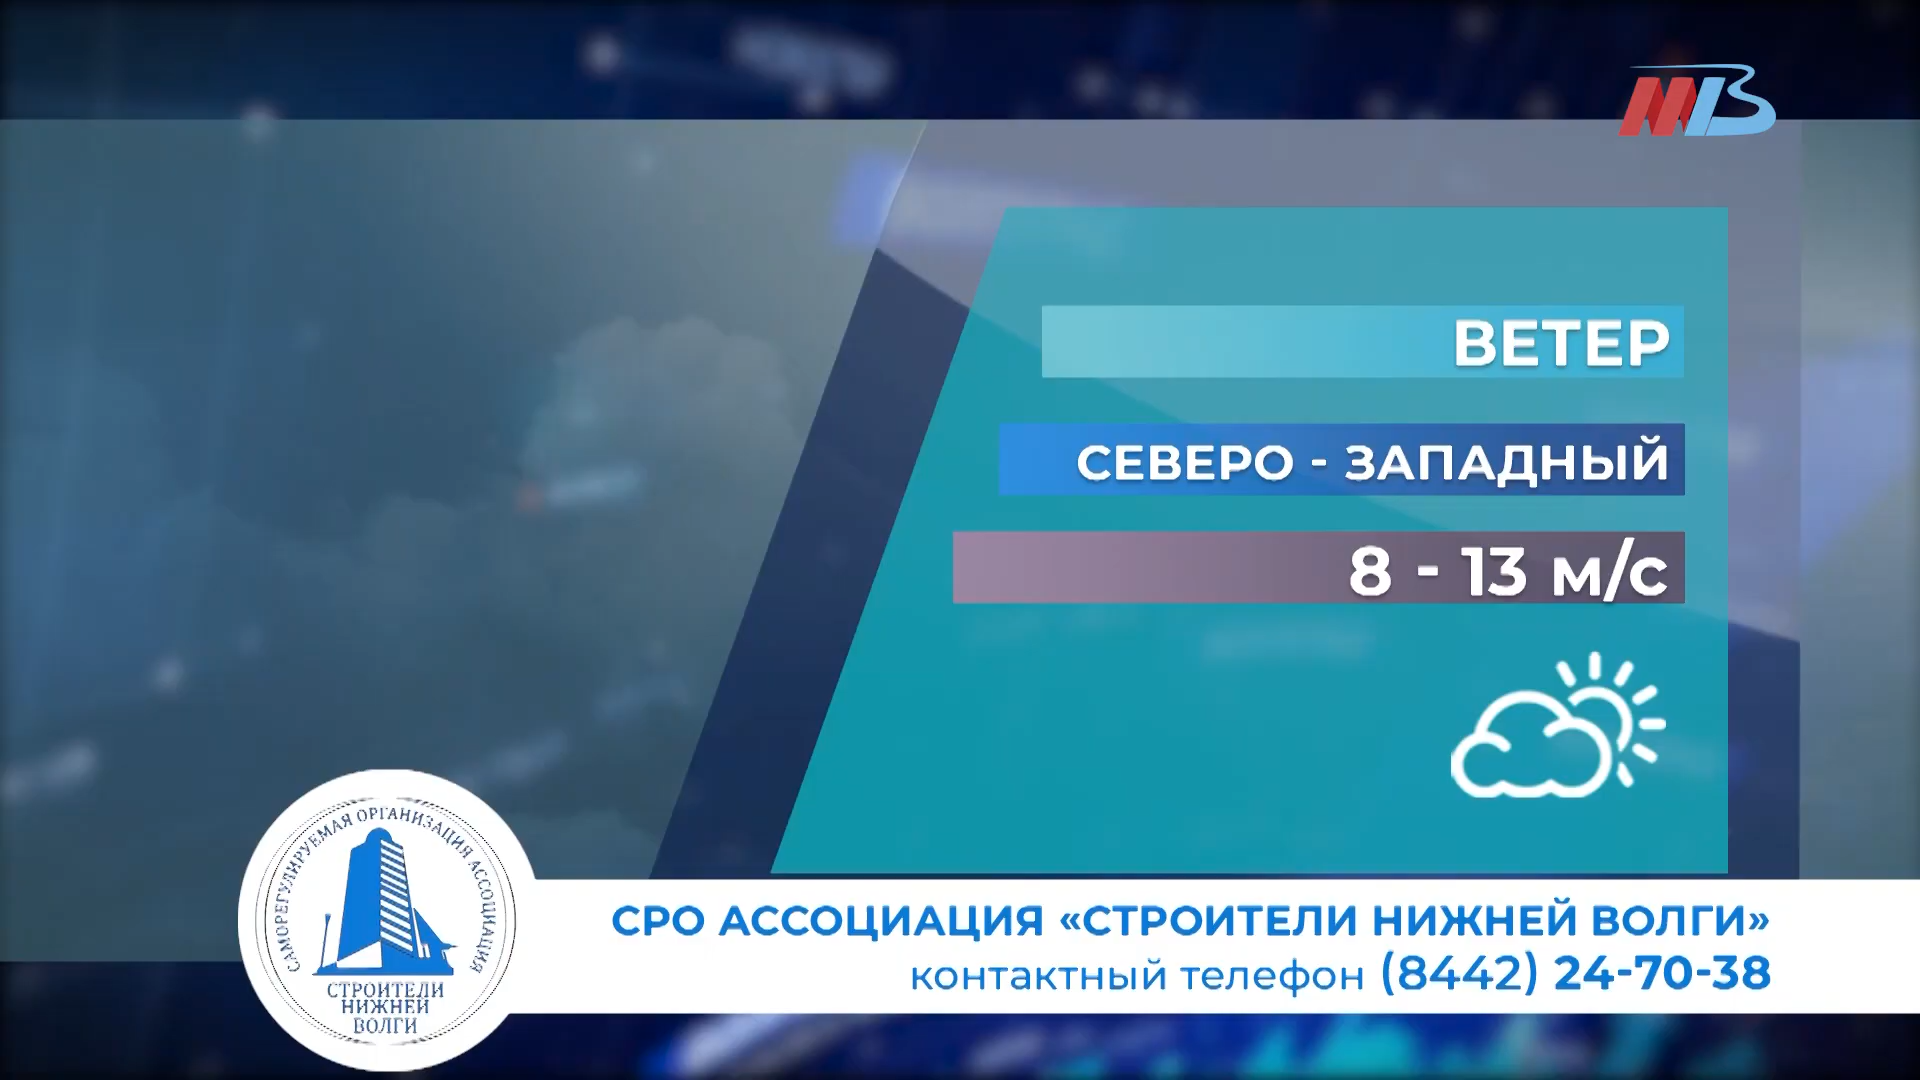 МТВ
ВЕТЕР
СЕВЕРО - ЗАПАДНЫЙ
8 - 13 м/с
САМОРЕГУЛИРУЕМАЯ ОРГАНИЗАЦИЯ АССОЦИАЦИЯ
СТРОИТЕЛИ
НИЖНЕЙ
ВОЛГИ
СРО АССОЦИАЦИЯ «СТРОИТЕЛИ НИЖНЕЙ ВОЛГИ»
контактный телефон (8442) 24-70-38